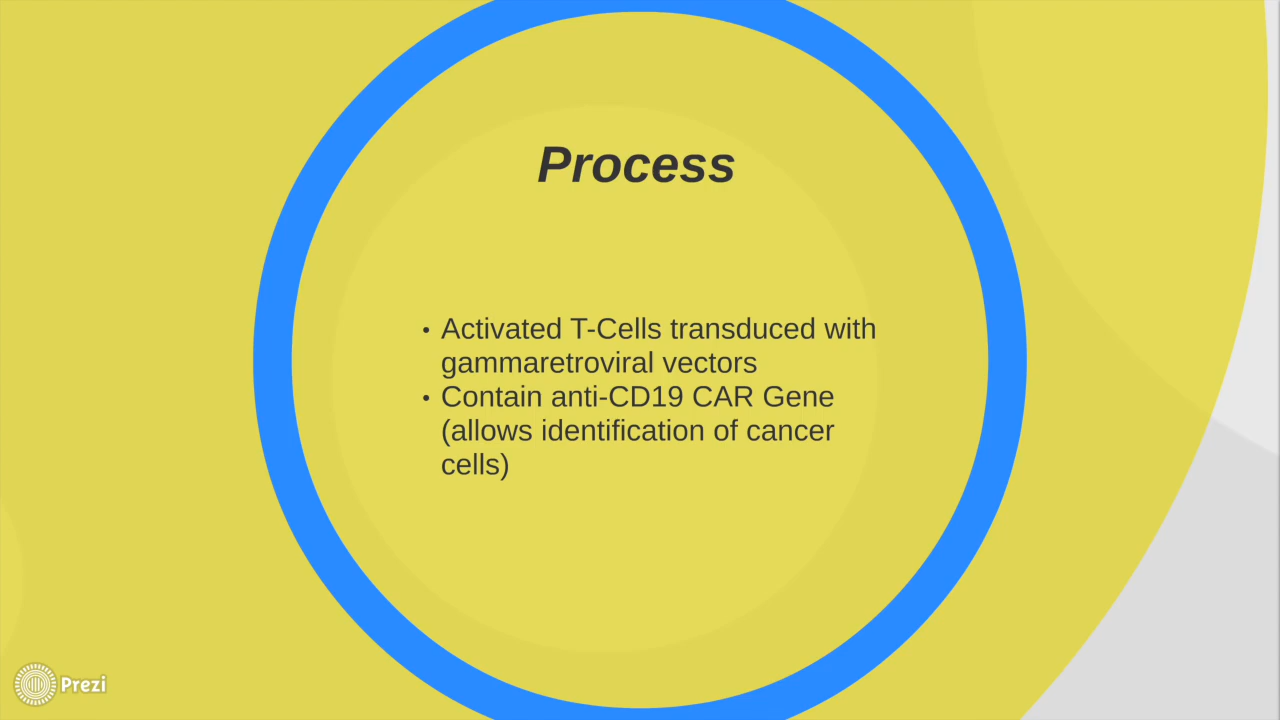 Process
• Activated T-Cells transduced with
gammaretroviral vectors
• Contain anti-CD19 CAR Gene
(allows identification of cancer
cells)
Prezi